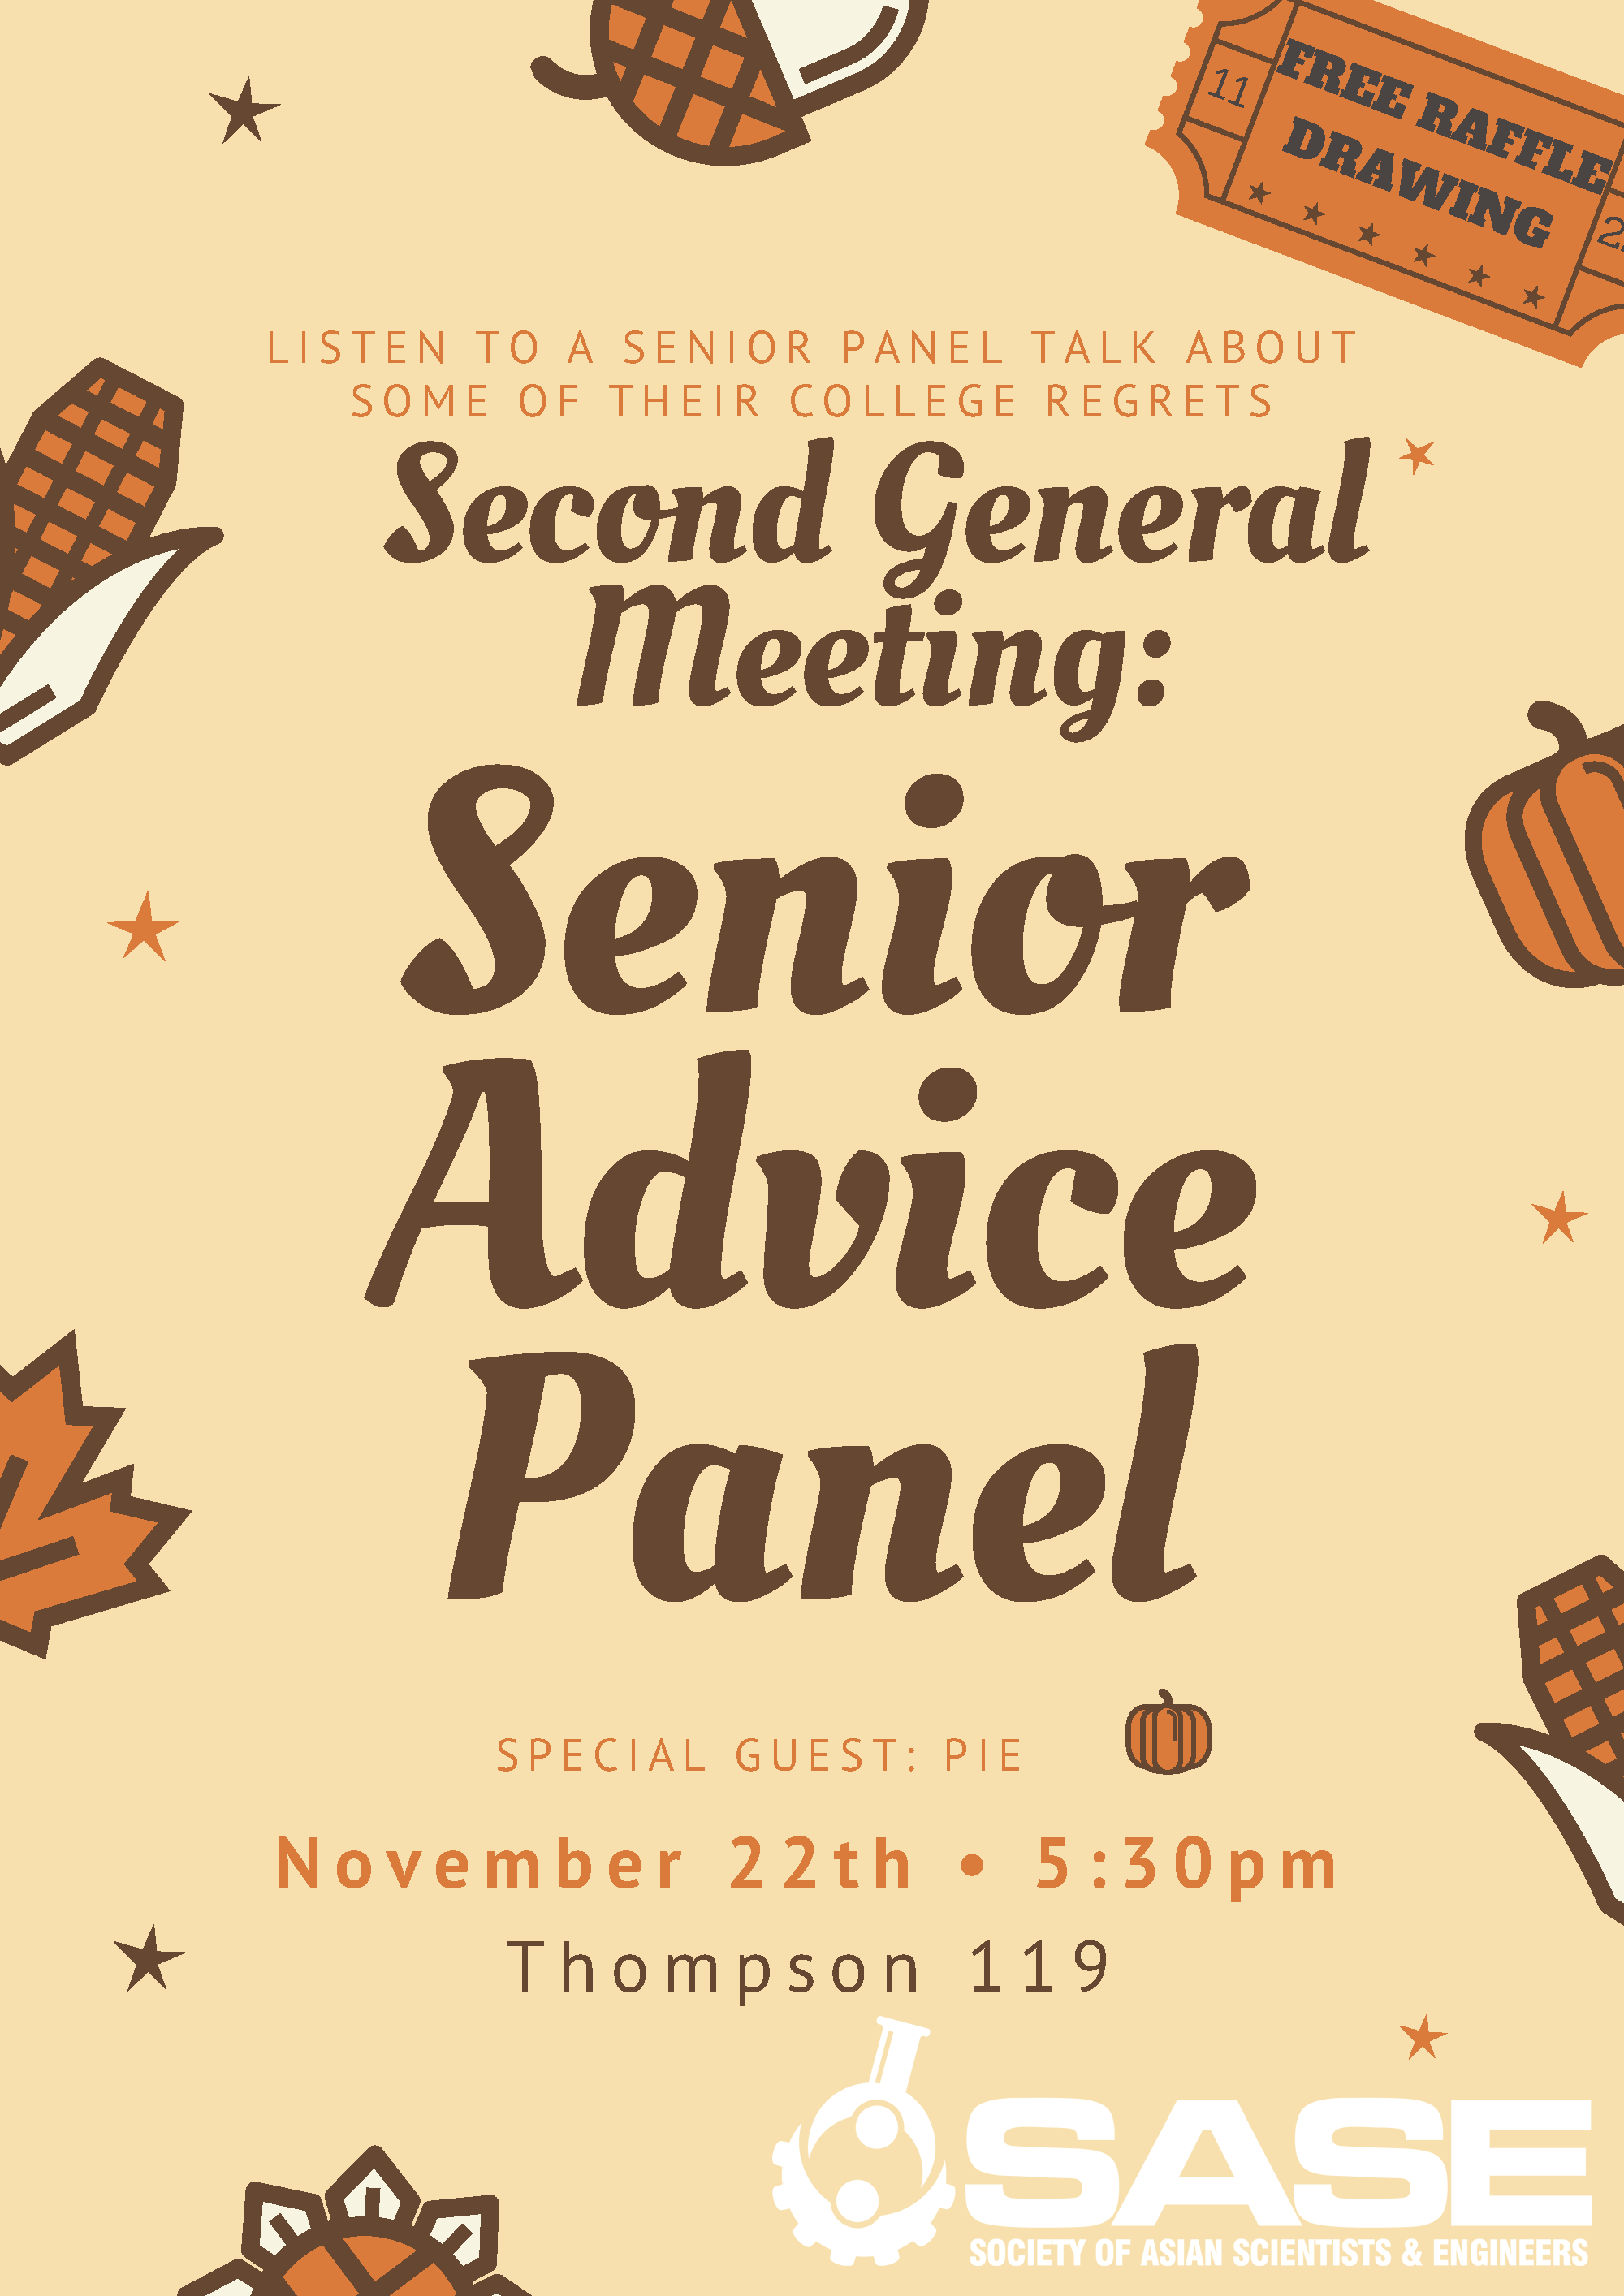 11
FREE RAFFLE
DRAWING
LISTEN TO A SENIOR PANEL TALK ABOUT
SOME OF THEIR COLLEGE REGRETS
Second General
Meeting:
Senior
Advice
Panel
SPECIAL GUEST: PIE
November 22th • 5:30pm
Thompson 119
SASE
SOCIETY OF ASIAN SCIENTISTS & ENGINEERS